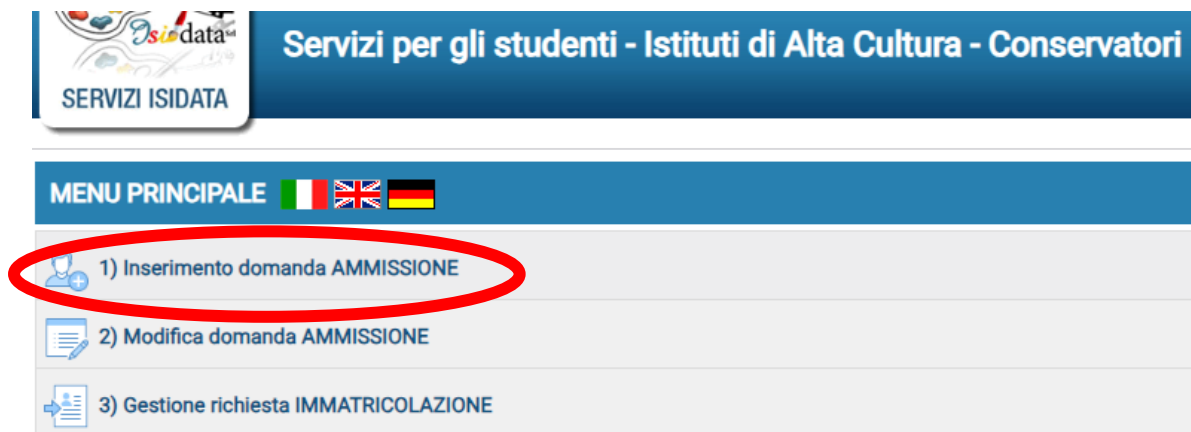 Isidata
Servizi per gli studenti - Istituti di Alta Cultura - Conservatori
SERVIZI ISIDATA
MENU PRINCIPALE
1) Inserimento domanda AMMISSIONE
2) Modifica domanda AMMISSIONE
3) Gestione richiesta IMMATRICOLAZIONE